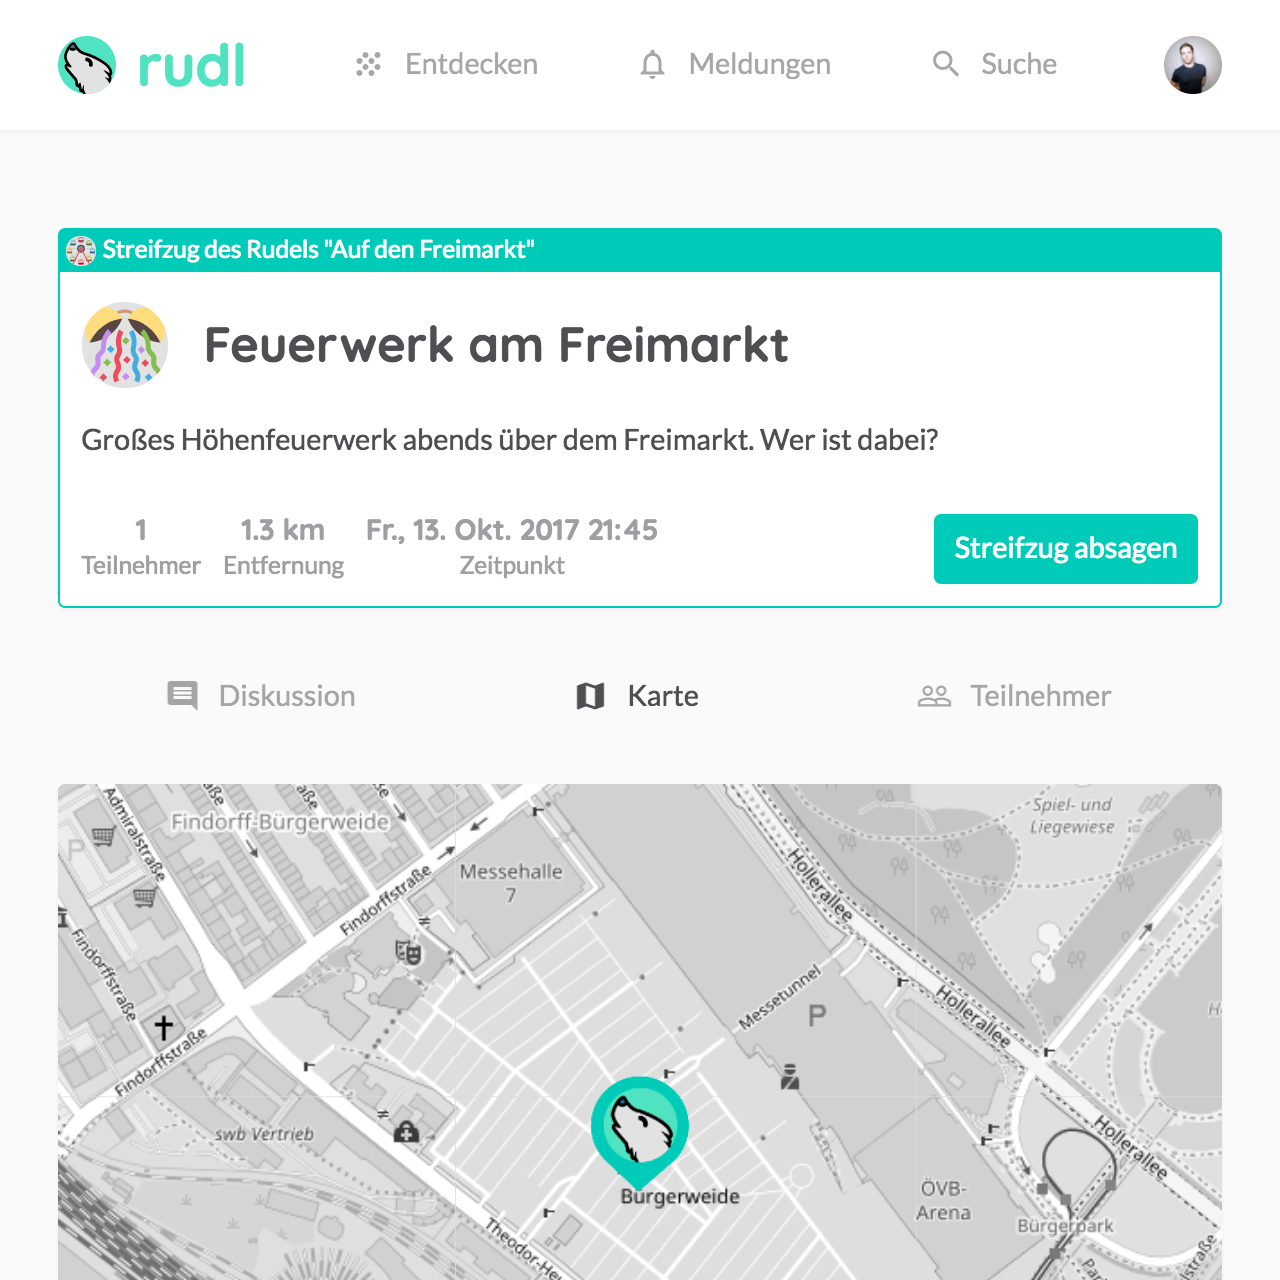 rudl
Entdecken
Meldungen
Suche
Streifzug des Rudels "Auf den Freimarkt"
Feuerwerk am Freimarkt
Großes Höhenfeuerwerk abends über dem Freimarkt. Wer ist dabei?
1
Teilnehmer
1.3 km
Entfernung
Fr., 13. Okt. 2017 21:45
Zeitpunkt
Streifzug absagen
Diskussion
Karte
Teilnehmer
Admiralstraße
Findorff-Bürgerweide
Spiel- und
Liegewiese
P
Messehalle
7
Hollerallee
Findorffstraße
Findorffstraße
Messetunnel
P
Hollerallee
Findorffstraße
swb Vertrieb
Hollerallee
Bürgerweide
ÖVB-
Arena
Bürgerpark